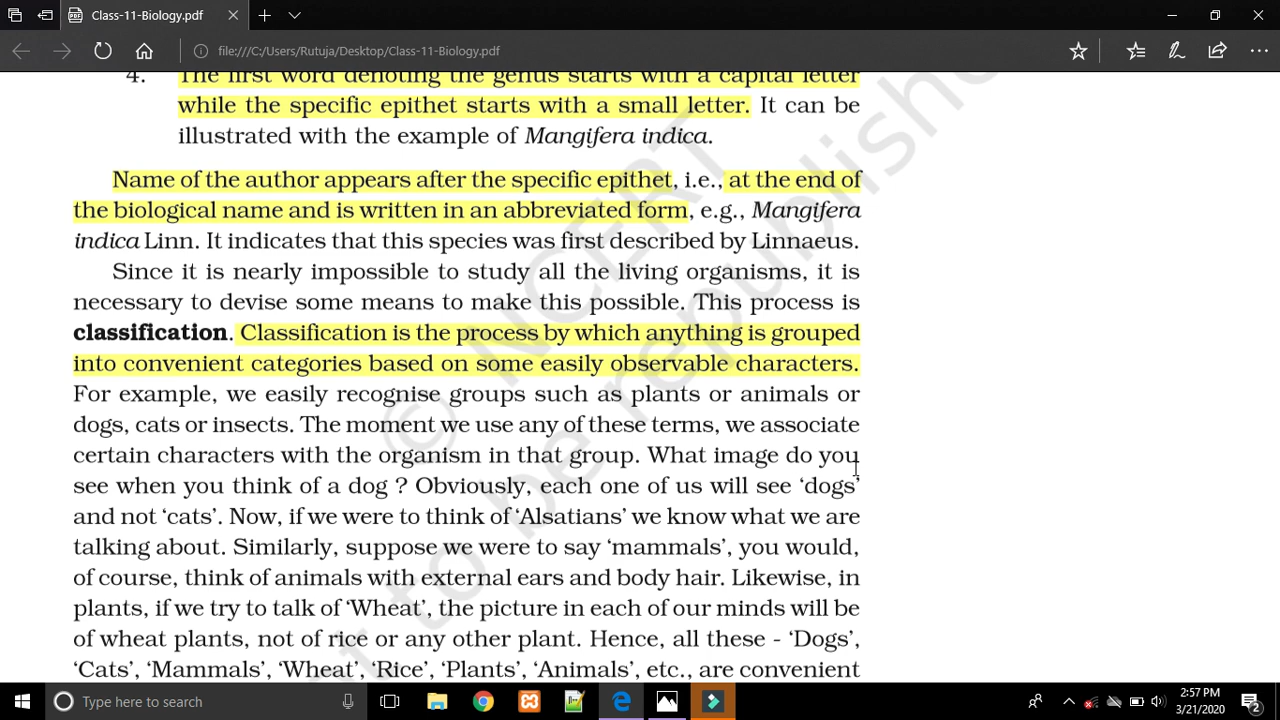 Class-11-Biology.pdf
file:///C:/Users/Rutuja/Desktop/Class-11-Biology.pdf
4. The first word denoting the genus starts with a capital letter
while the specific epithet starts with a small letter. It can be
illustrated with the example of Mangifera indica.
Name of the author appears after the specific epithet, i.e., at the end of
the biological name and is written in an abbreviated form, e.g., Mangifera
indica Linn. It indicates that this species was first described by Linnaeus.
Since it is nearly impossible to study all the living organisms, it is
necessary to devise some means to make this possible. This process is
classification. Classification is the process by which anything is grouped
into convenient categories based on some easily observable characters.
For example, we easily recognise groups such as plants or animals or
dogs, cats or insects. The moment we use any of these terms, we associate
certain characters with the organism in that group. What image do you
see when you think of a dog ? Obviously, each one of us will see ‘dogs’
and not ‘cats’. Now, if we were to think of ‘Alsatians’ we know what we are
talking about. Similarly, suppose we were to say ‘mammals’, you would,
of course, think of animals with external ears and body hair. Likewise, in
plants, if we try to talk of ‘Wheat’, the picture in each of our minds will be
of wheat plants, not of rice or any other plant. Hence, all these - ‘Dogs’,
‘Cats’, ‘Mammals’, ‘Wheat’, ‘Rice’, ‘Plants’, ‘Animals’, etc., are convenient
© NCERT
to be republishe
Type here to search
2:57 PM
3/21/2020
2